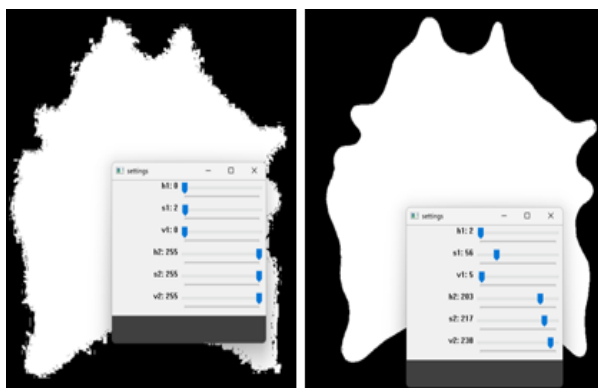 settings
h1: 0
s1: 2
v1: 0
h2: 255
s2: 255
v2: 255
settings
h1: 2
s1: 56
v1: 5
h2: 203
s2: 217
v2: 230